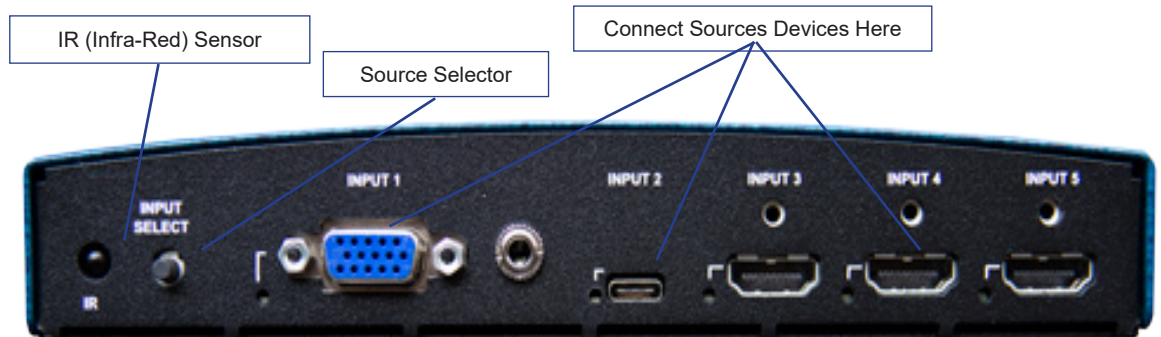 IR (Infra-Red) Sensor
Connect Sources Devices Here
Source Selector
INPUT 1
INPUT 2
INPUT 3
INPUT 4
INPUT 5
INPUT
SELECT
IR